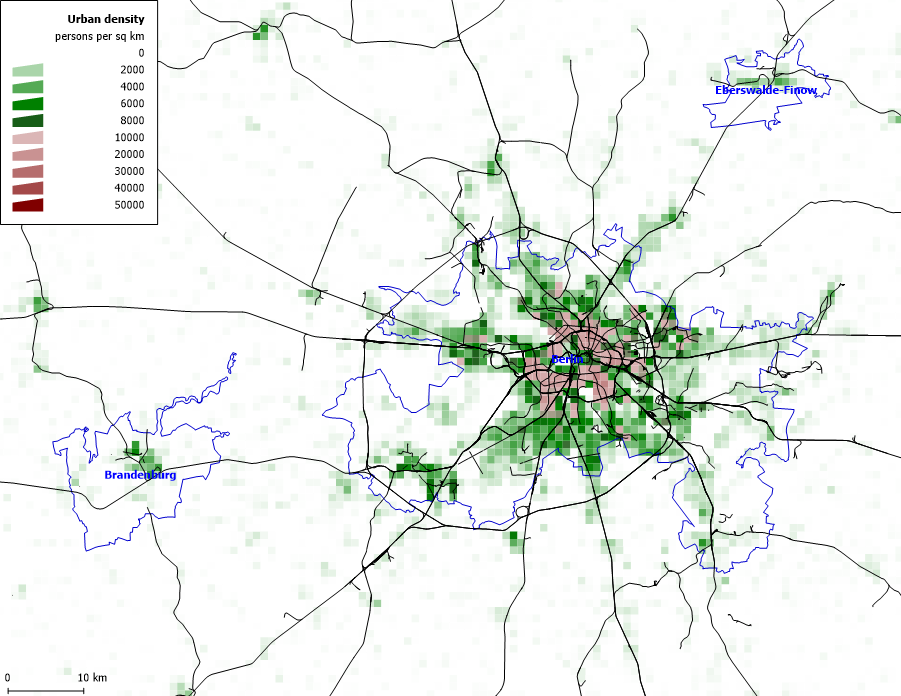 Urban density
persons per sq km
0
2000
4000
6000
8000
10000
20000
30000
40000
50000
Eberswalde-Finow
Berlin
Brandenburg
0 10 km